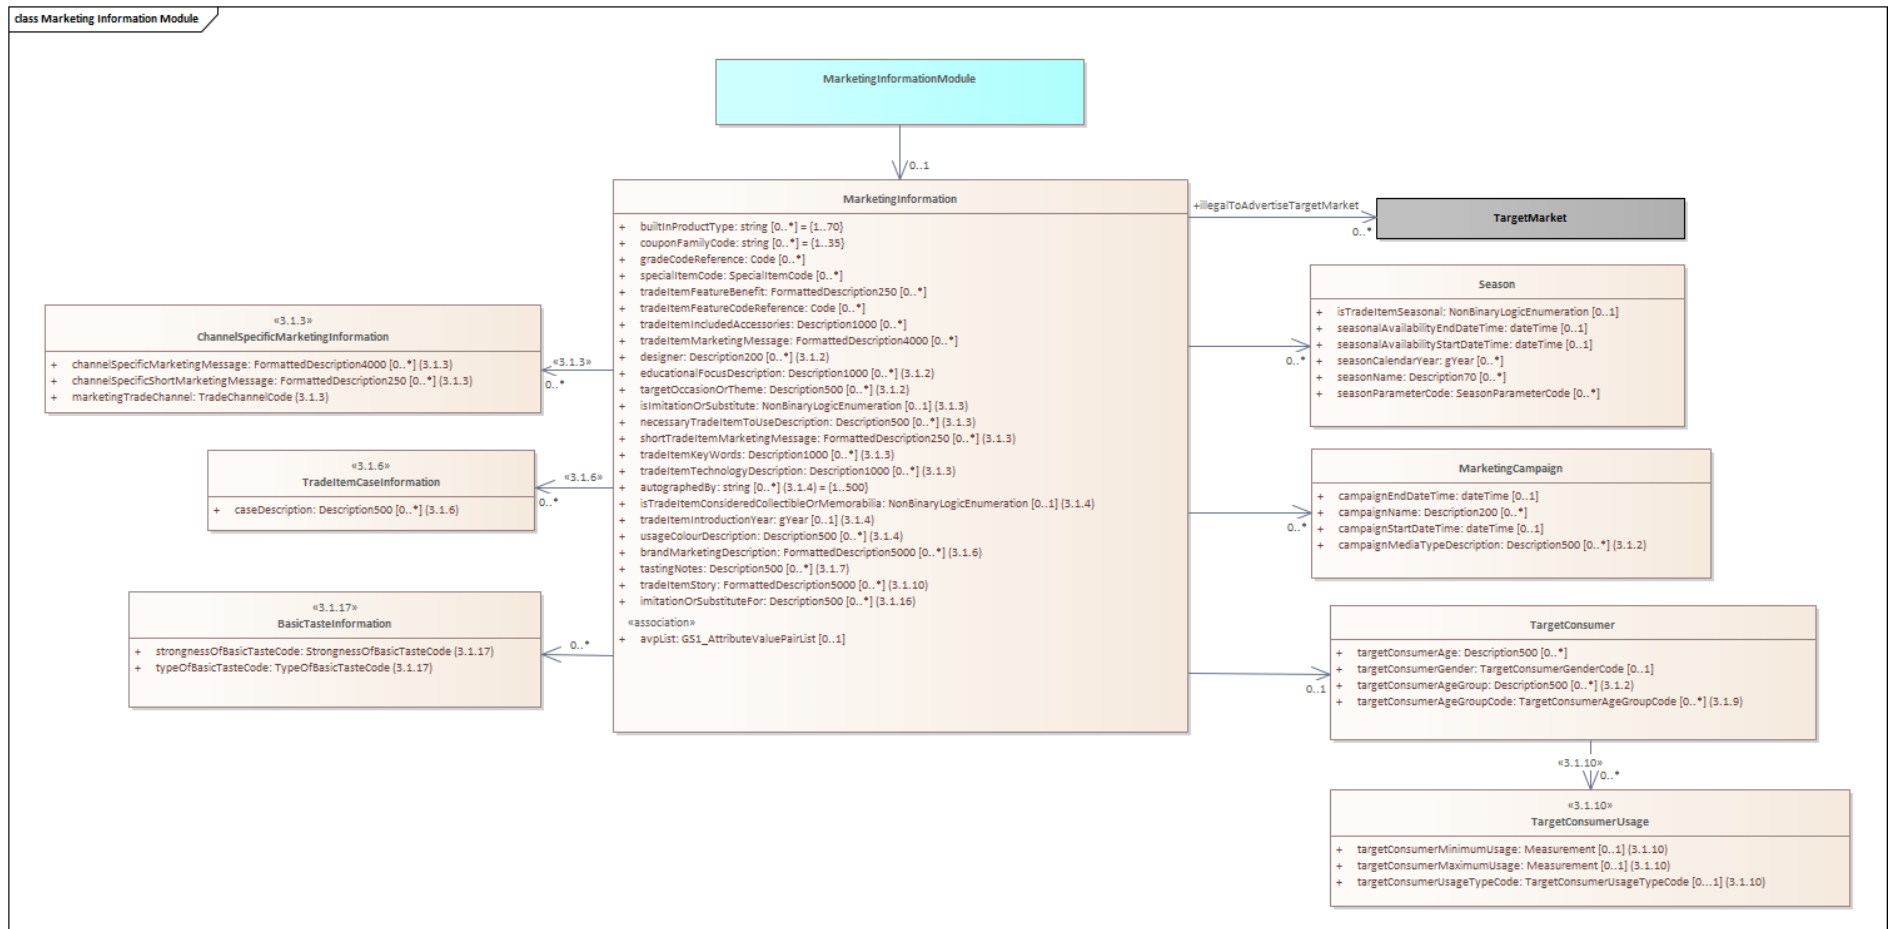 class Marketing Information Module
MarketingInformationModule
0..1
MarketingInformation
+ builtInProductType: string [0..*] = {1..70}
+ couponFamilyCode: string [0..*] = {1..35}
+ gradeCodeReference: Code [0..*]
+ specialItemCode: SpecialItemCode [0..*]
+ tradeItemFeatureBenefit: FormattedDescription250 [0..*]
+ tradeItemFeatureCodeReference: Code [0..*]
+ tradeItemIncludedAccessories: Description1000 [0..*]
+ tradeItemMarketingMessage: FormattedDescription4000 [0..*]
+ designer: Description200 [0..*] (3.1.2)
+ educationalFocusDescription: Description1000 [0..*] (3.1.2)
+ targetOccasionOrTheme: Description500 [0..*] (3.1.2)
+ isImitationOrSubstitute: NonBinaryLogicEnumeration [0..1] (3.1.3)
+ necessaryTradeItemToUseDescription: Description500 [0..*] (3.1.3)
+ shortTradeItemMarketingMessage: FormattedDescription250 [0..*] (3.1.3)
+ tradeItemKeyWords: Description1000 [0..*] (3.1.3)
+ tradeItemTechnologyDescription: Description1000 [0..*] (3.1.3)
+ autographedBy: string [0..*] (3.1.4) = {1..500}
+ isTradeItemConsideredCollectibleOrMemorabilia: NonBinaryLogicEnumeration [0..1] (3.1.4)
+ tradeItemIntroductionYear: gYear [0..1] (3.1.4)
+ usageColourDescription: Description500 [0..*] (3.1.4)
+ brandMarketingDescription: FormattedDescription5000 [0..*] (3.1.6)
+ tastingNotes: Description500 [0..*] (3.1.7)
+ tradeItemStory: FormattedDescription5000 [0..*] (3.1.10)
+ imitationOrSubstituteFor: Description500 [0..*] (3.1.16)
«association»
+ avpList: GS1_AttributeValuePairList [0..1]
«3.1.3»
0..*
«3.1.3»
ChannelSpecificMarketingInformation
+ channelSpecificMarketingMessage: FormattedDescription4000 [0..*] (3.1.3)
+ channelSpecificShortMarketingMessage: FormattedDescription250 [0..*] (3.1.3)
+ marketingTradeChannel: TradeChannelCode (3.1.3)
«3.1.6»
0..*
«3.1.6»
TradeItemCaseInformation
+ caseDescription: Description500 [0..*] (3.1.6)
0..*
«3.1.17»
BasicTasteInformation
+ strongnessOfBasicTasteCode: StrongnessOfBasicTasteCode (3.1.17)
+ typeOfBasicTasteCode: TypeOfBasicTasteCode (3.1.17)
+illegalToAdvertiseTargetMarket
0..*
TargetMarket
0..*
Season
+ isTradeItemSeasonal: NonBinaryLogicEnumeration [0..1]
+ seasonalAvailabilityEndDateTime: dateTime [0..1]
+ seasonalAvailabilityStartDateTime: dateTime [0..1]
+ seasonCalendarYear: gYear [0..*]
+ seasonName: Description70 [0..*]
+ seasonParameterCode: SeasonParameterCode [0..*]
0..*
MarketingCampaign
+ campaignEndDateTime: dateTime [0..1]
+ campaignName: Description200 [0..*]
+ campaignStartDateTime: dateTime [0..1]
+ campaignMediaTypeDescription: Description500 [0..*] (3.1.2)
0..1
TargetConsumer
+ targetConsumerAge: Description500 [0..*]
+ targetConsumerGender: TargetConsumerGenderCode [0..1]
+ targetConsumerAgeGroup: Description500 [0..*] (3.1.2)
+ targetConsumerAgeGroupCode: TargetConsumerAgeGroupCode [0..*] (3.1.9)
«3.1.10»
0..*
«3.1.10»
TargetConsumerUsage
+ targetConsumerMinimumUsage: Measurement [0..1] (3.1.10)
+ targetConsumerMaximumUsage: Measurement [0..1] (3.1.10)
+ targetConsumerUsageTypeCode: TargetConsumerUsageTypeCode [0...1] (3.1.10)